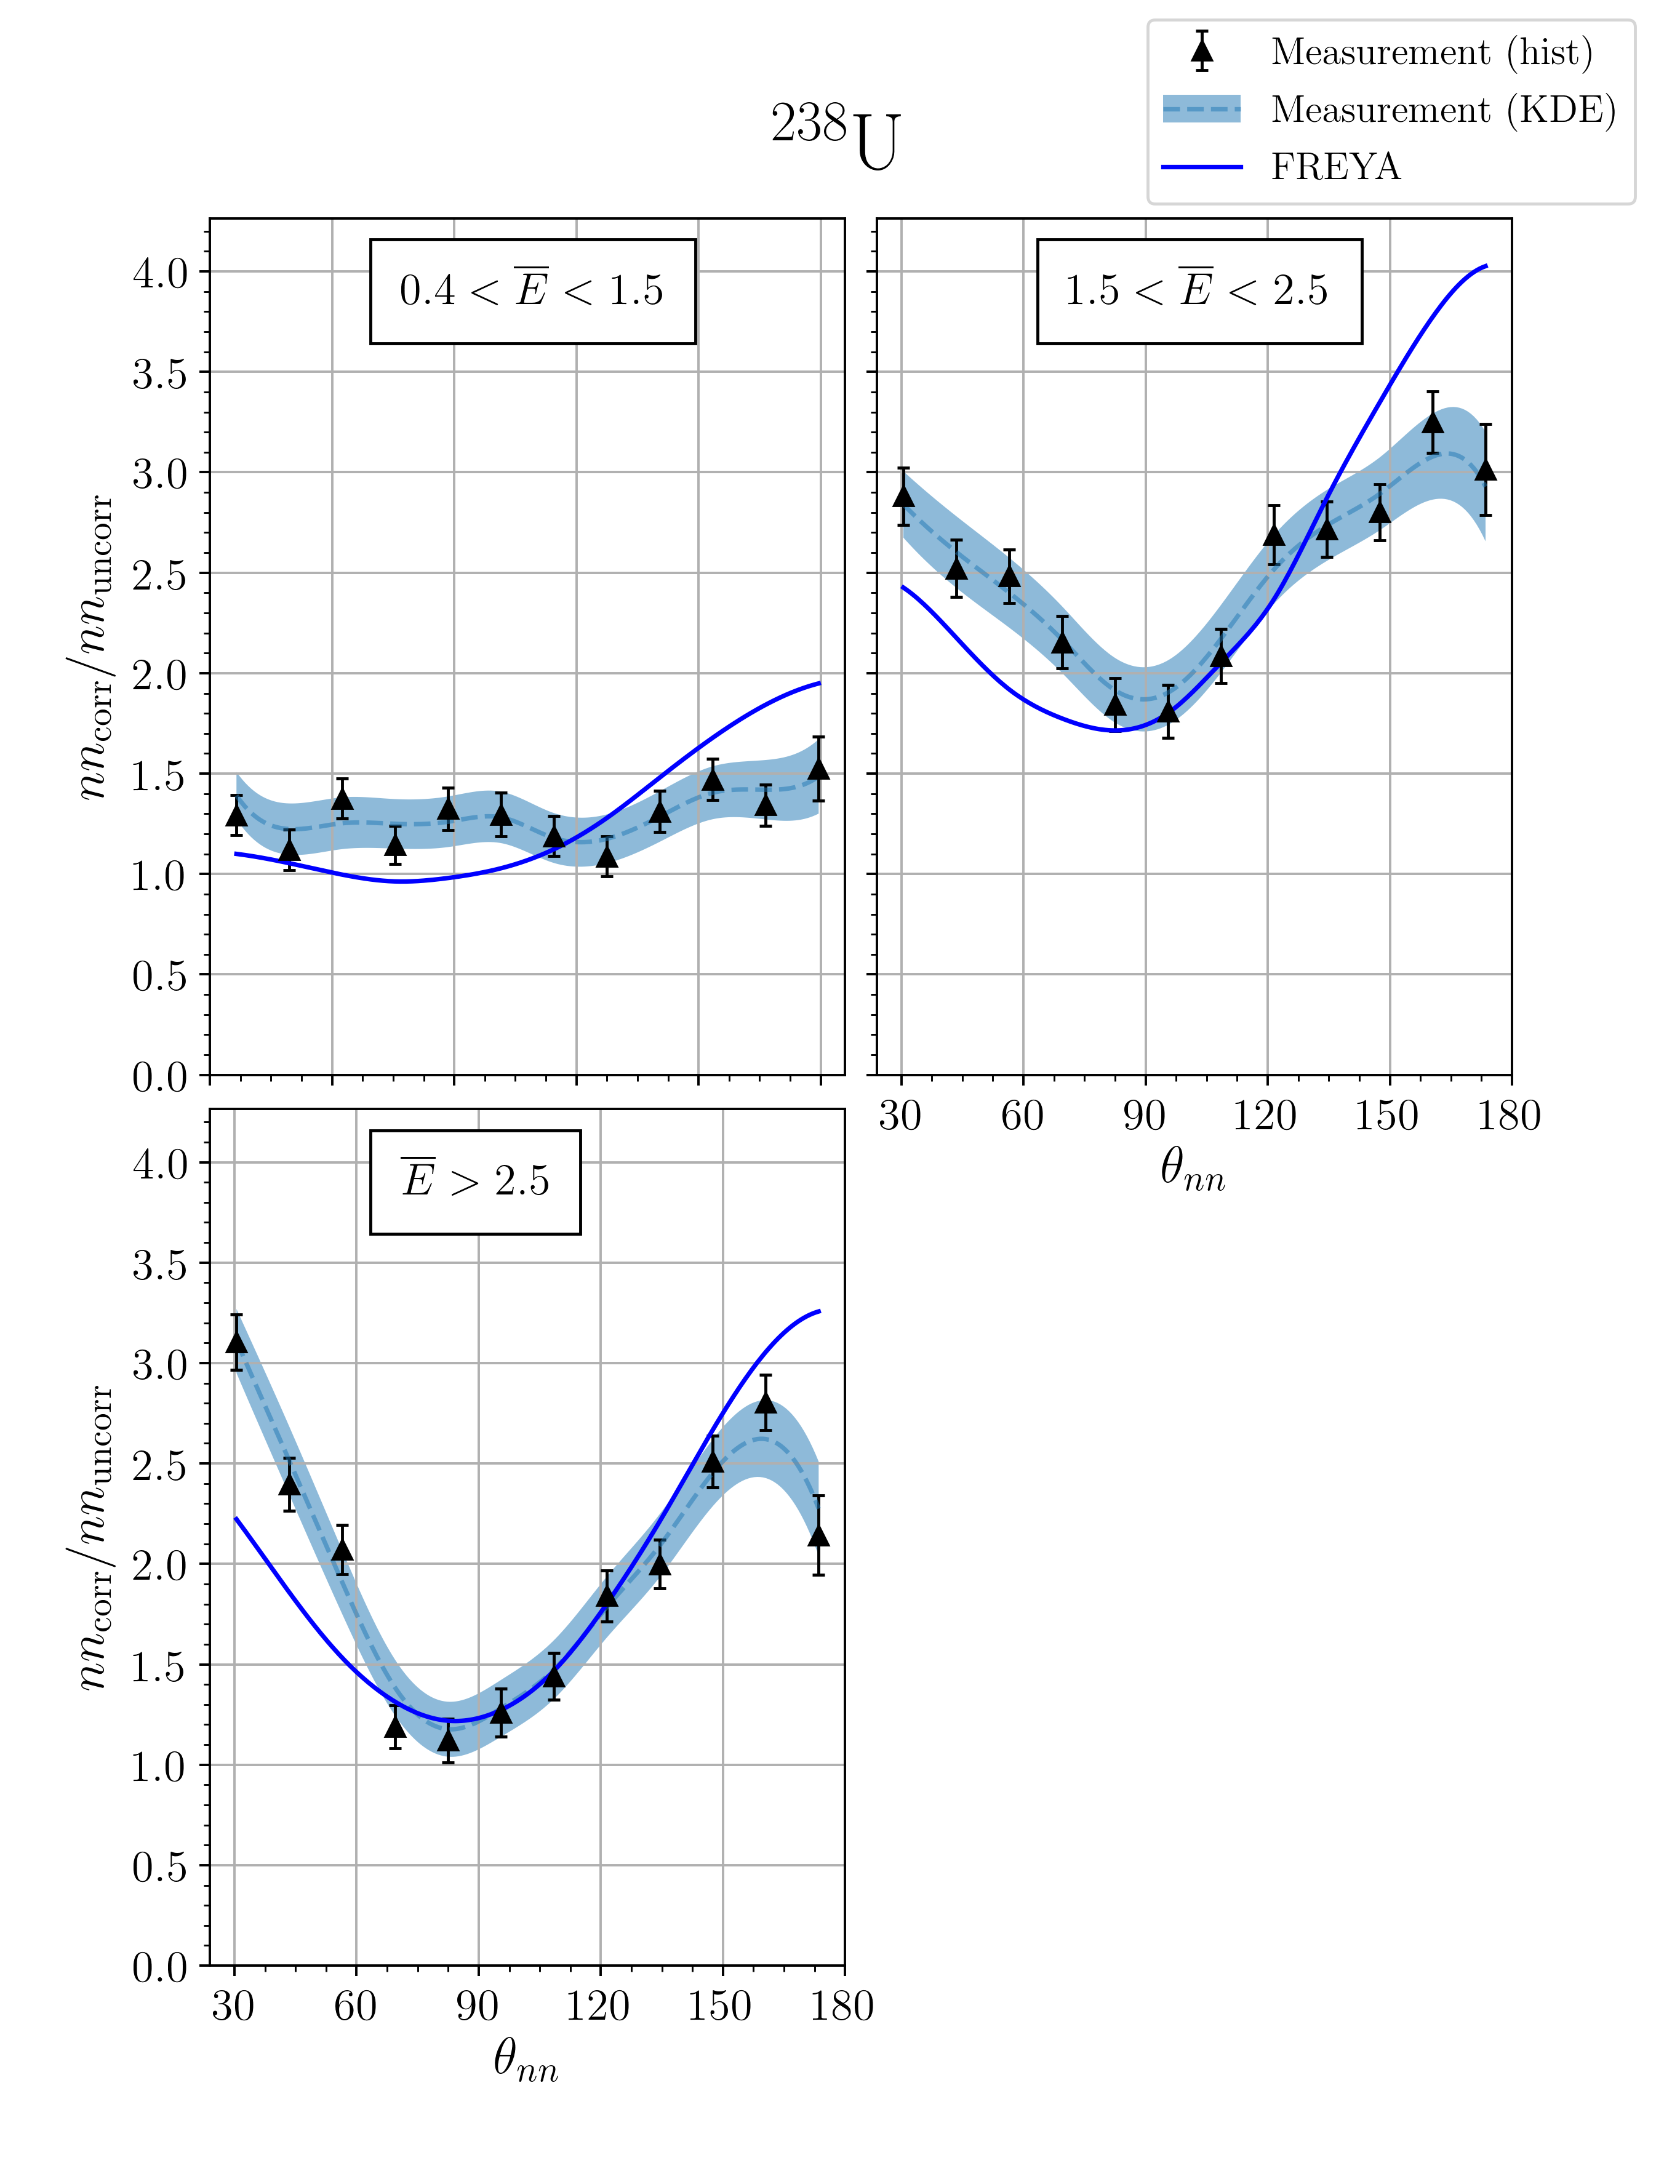 Measurement (hist)
Measurement (KDE)
FREYA
²³⁸U
0.4 < E̅ < 1.5
4.0
3.5
3.0
2.5
2.0
1.5
1.0
0.5
0.0
nn_corr/nn_uncorr
1.5 < E̅ < 2.5
30 60 90 120 150 180
θ_nn
E̅ > 2.5
4.0
3.5
3.0
2.5
2.0
1.5
1.0
0.5
0.0
nn_corr/nn_uncorr
30 60 90 120 150 180
θ_nn